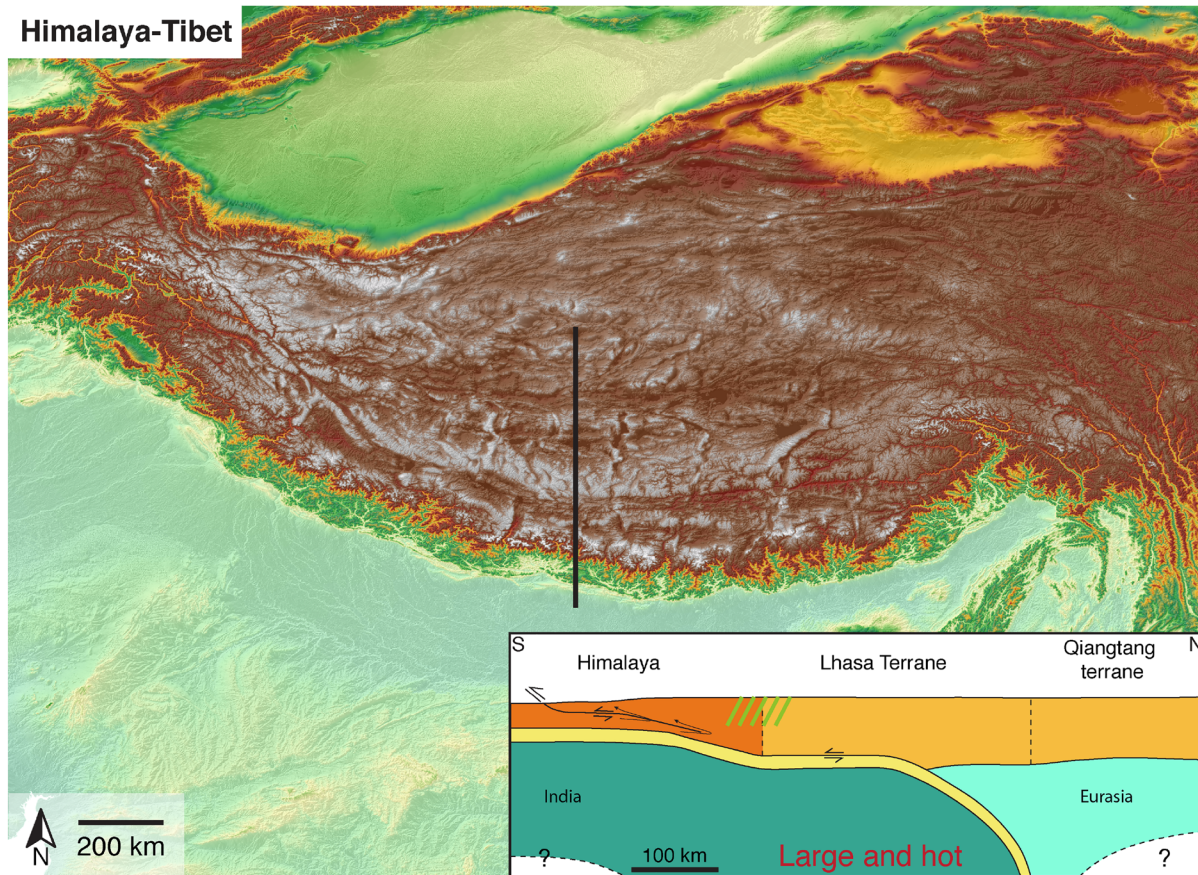 Himalaya-Tibet
S
N
Himalaya
Lhasa Terrane
Qiangtang
terrane
India
Eurasia
?
100 km
Large and hot
?
N
200 km